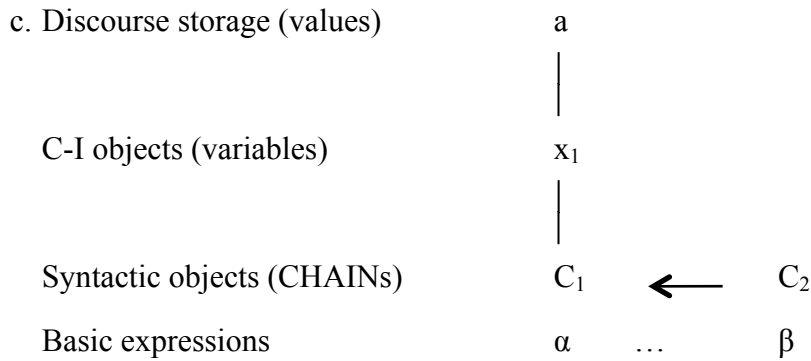 c. Discourse storage (values) a
C-I objects (variables) x₁
Syntactic objects (CHAINs) C₁ C₂
Basic expressions α … β